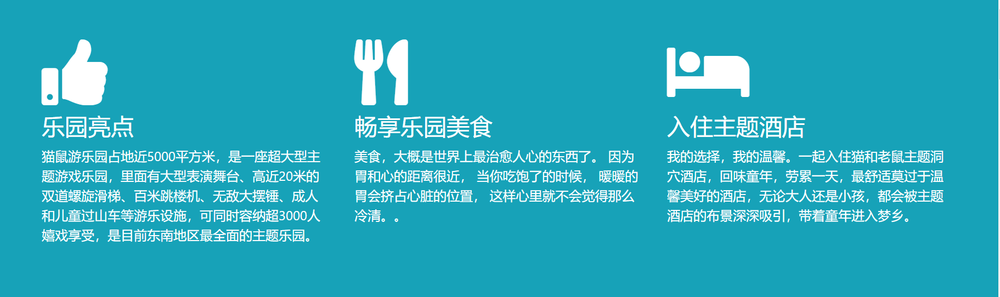 乐园亮点
猫鼠游乐园占地近5000平方米，是一座超大型主
题游戏乐园，里面有大型表演舞台、高近20米的
双道螺旋滑梯、百米跳楼机、无敌大摆锤、成人
和儿童过山车等游乐设施，可同时容纳超3000人
嬉戏享受，是目前东南地区最全面的主题乐园。
畅享乐园美食
美食，大概是世界上最治愈人心的东西了。 因为
胃和心的距离很近， 当你吃饱了的时候， 暖暖的
胃会挤占心脏的位置， 这样心里就不会觉得那么
冷清。。
入住主题酒店
我的选择，我的温馨。一起入住猫和老鼠主题洞
穴酒店，回味童年，劳累一天，最舒适莫过于温
馨美好的酒店，无论大人还是小孩，都会被主题
酒店的布景深深吸引，带着童年进入梦乡。